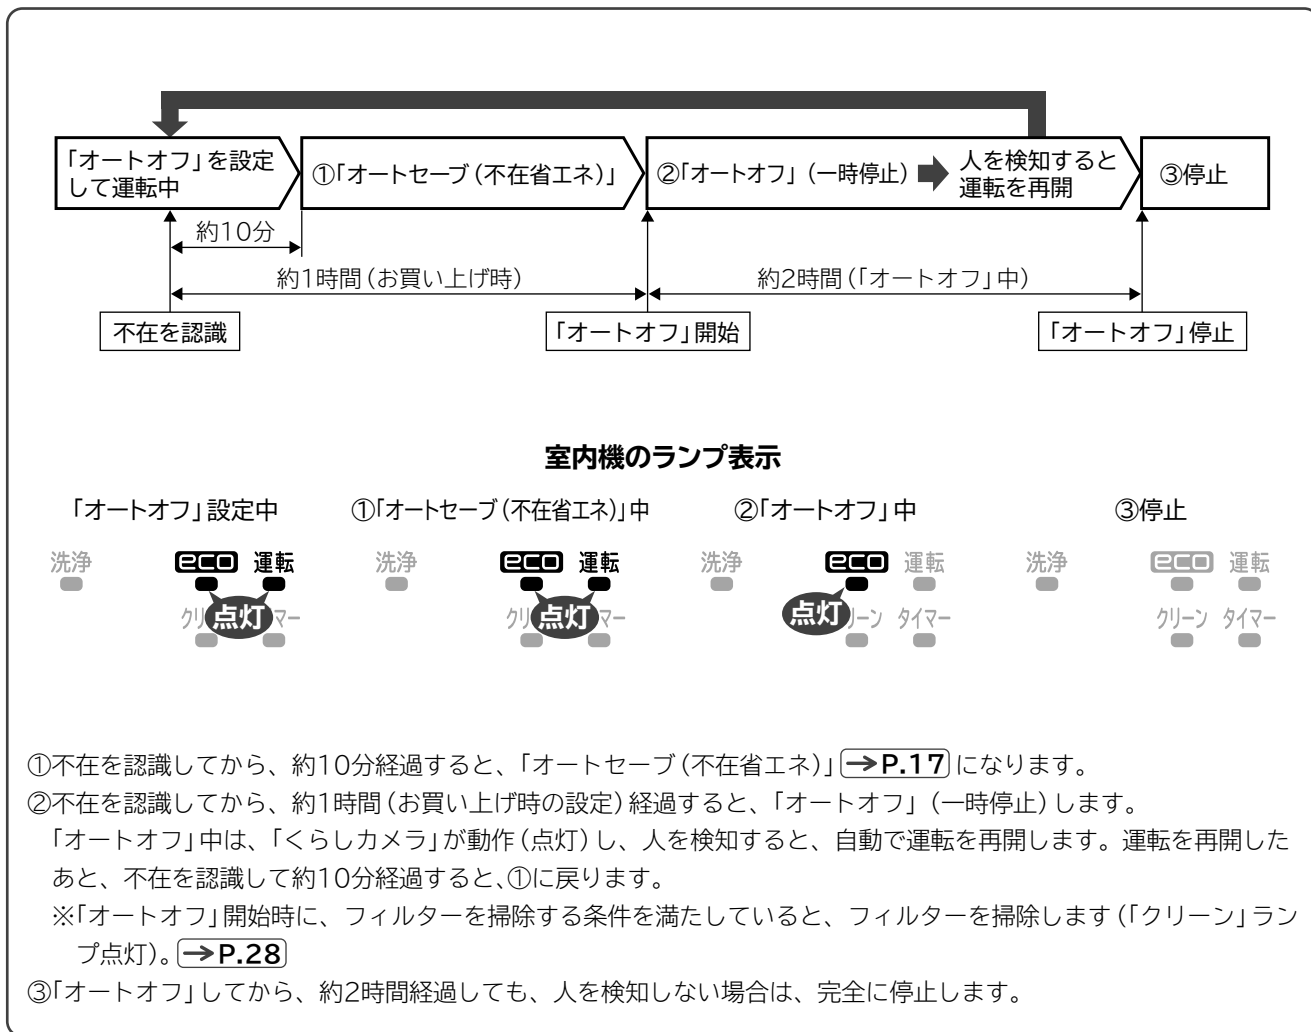 「オートオフ」を設定
して運転中
①「オートセーブ(不在省エネ)」
②「オートオフ」(一時停止)
人を検知すると
運転を再開
③停止
約10分
約1時間(お買い上げ時)
約2時間(「オートオフ」中)
不在を認識
「オートオフ」開始
「オートオフ」停止
室内機のランプ表示
「オートオフ」設定中
①「オートセーブ(不在省エネ)」中
②「オートオフ」中
③停止
洗浄 eco 運転
クリ 点灯 マー
洗浄 eco 運転
クリ 点灯 マー
洗浄 eco 運転
点灯 リーン タイマー
洗浄 eco 運転
クリーン タイマー
①不在を認識してから、約10分経過すると、「オートセーブ(不在省エネ)」→P.17になります。
②不在を認識してから、約1時間(お買い上げ時の設定)経過すると、「オートオフ」(一時停止)します。
「オートオフ」中は、「くらしカメラ」が動作(点灯)し、人を検知すると、自動で運転を再開します。運転を再開した
あと、不在を認識して約10分経過すると、①に戻ります。
※「オートオフ」開始時に、フィルターを掃除する条件を満たしていると、フィルターを掃除します(「クリーン」ラン
プ点灯)。→P.28
③「オートオフ」してから、約2時間経過しても、人を検知しない場合は、完全に停止します。